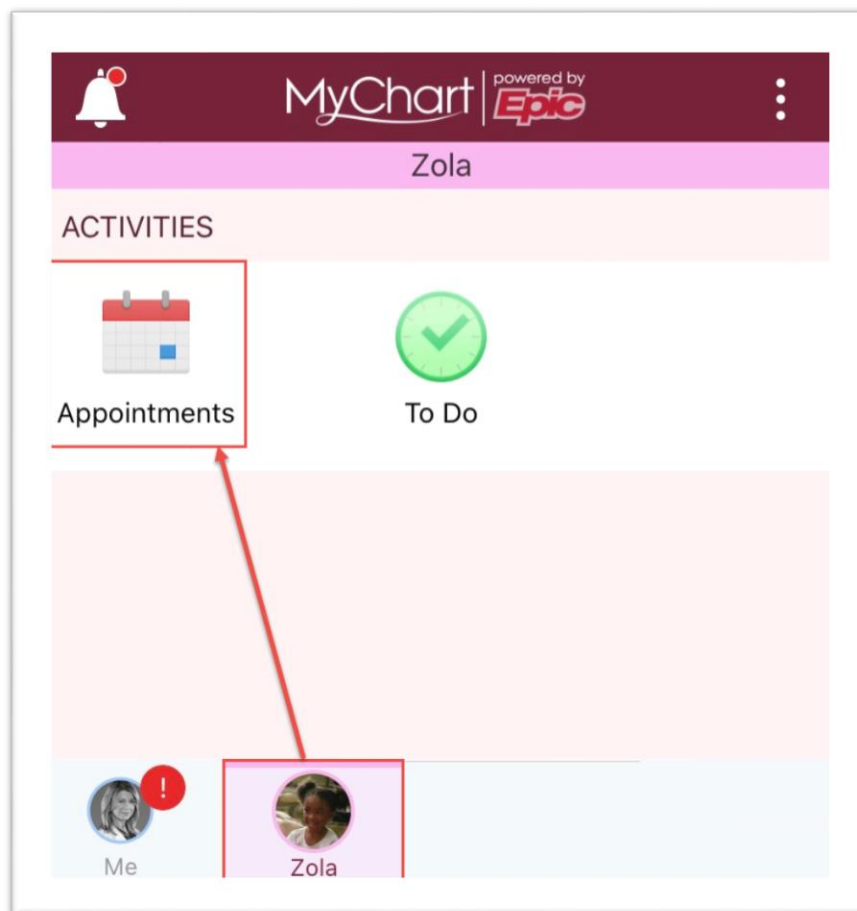 MyChart powered by Epic
Zola
ACTIVITIES
Appointments To Do
!
Me Zola